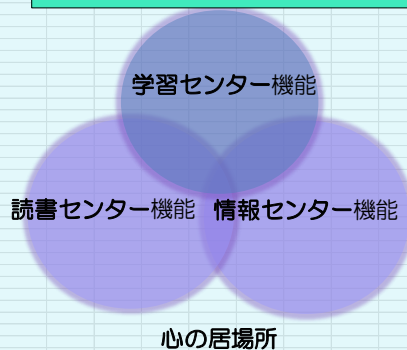 学習センター機能
読書センター機能
情報センター機能
心の居場所